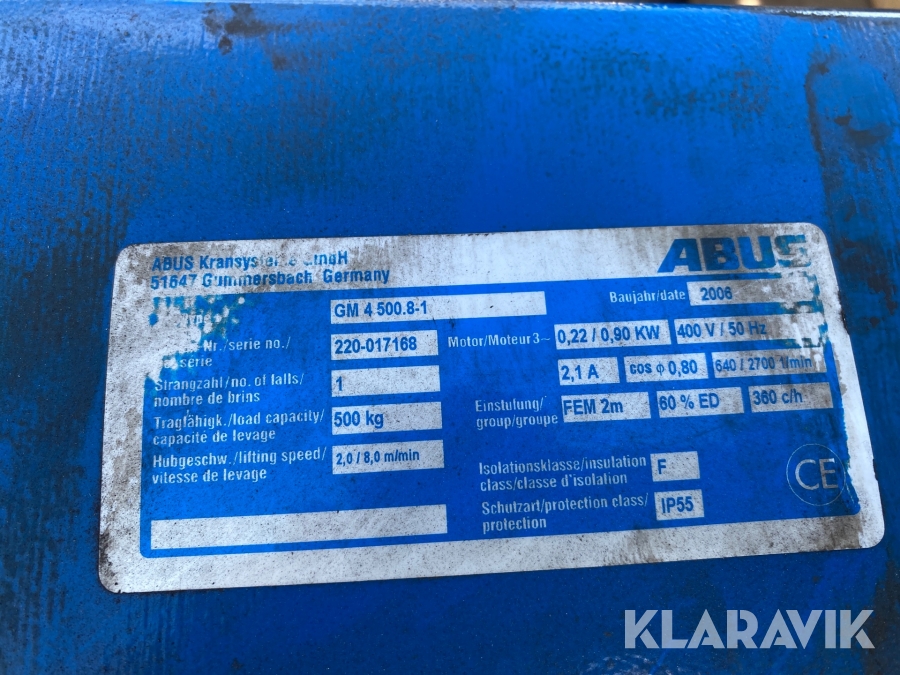 ABUS Kransysteme GmbH
51647 Gummersbach Germany
ABUS
GM 4 500.8-1
Baujahr/date 2006
Nr./serie no./ 220-017168
série
Motor/Moteur 3~ 0,22 / 0,90 KW 400 V / 50 Hz
2,1 A cos φ 0,80 640 / 2700 1/min
Strangzahl/no. of falls/ 1
nombre de brins
Tragfähigk./load capacity/ 500 kg
capacité de levage
Einstufung/ FEM 2m 60 % ED 360 c/h
group/groupe
Hubgeschw./lifting speed/ 2,0 / 8,0 m/min
vitesse de levage
Isolationsklasse/insulation F
class/classe d'isolation
Schutzart/protection class/ IP55
protection
CE
KLARAVIK